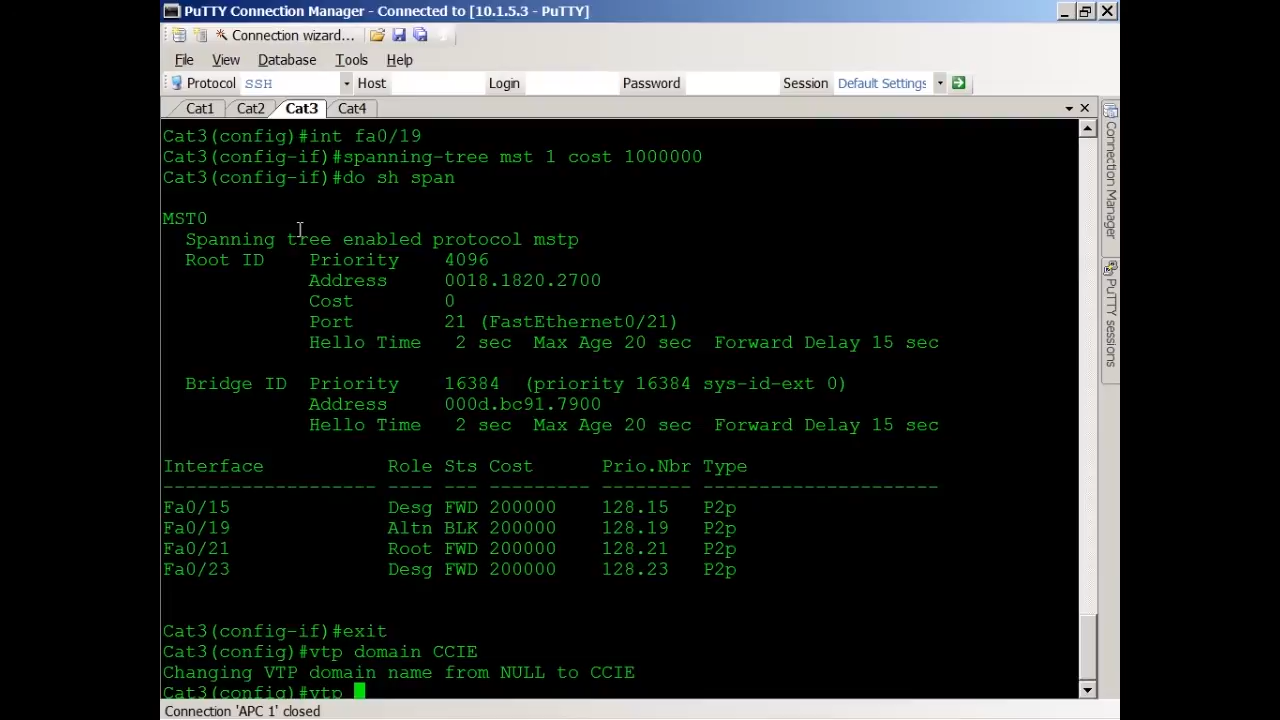 PuTTY Connection Manager - Connected to [10.1.5.3 - PuTTY]
Connection wizard...
File View Database Tools Help
Protocol SSH Host Login Password Session Default Settings
Cat1 Cat2 Cat3 Cat4
Cat3(config)#int fa0/19
Cat3(config-if)#spanning-tree mst 1 cost 1000000
Cat3(config-if)#do sh span
MST0
Spanning tree enabled protocol mstp
Root ID Priority 4096
Address 0018.1820.2700
Cost 0
Port 21 (FastEthernet0/21)
Hello Time 2 sec Max Age 20 sec Forward Delay 15 sec
Bridge ID Priority 16384 (priority 16384 sys-id-ext 0)
Address 000d.bc91.7900
Hello Time 2 sec Max Age 20 sec Forward Delay 15 sec
Interface Role Sts Cost Prio.Nbr Type
------------------- ---- --- --------- -------- ---------------------
Fa0/15 Desg FWD 200000 128.15 P2p
Fa0/19 Altn BLK 200000 128.19 P2p
Fa0/21 Root FWD 200000 128.21 P2p
Fa0/23 Desg FWD 200000 128.23 P2p
Cat3(config-if)#exit
Cat3(config)#vtp domain CCIE
Changing VTP domain name from NULL to CCIE
Cat3(config)#vtp
Connection 'APC 1' closed
Connection Manager
PuTTY sessions